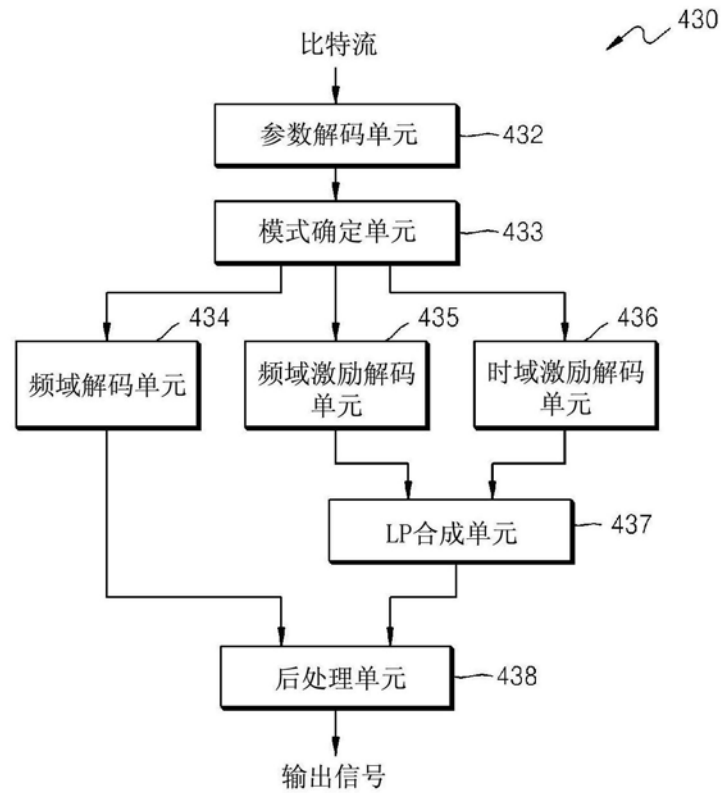 430
比特流
参数解码单元
432
模式确定单元
433
434
435
436
频域解码单元
频域激励解码
单元
时域激励解码
单元
LP合成单元
437
后处理单元
438
输出信号